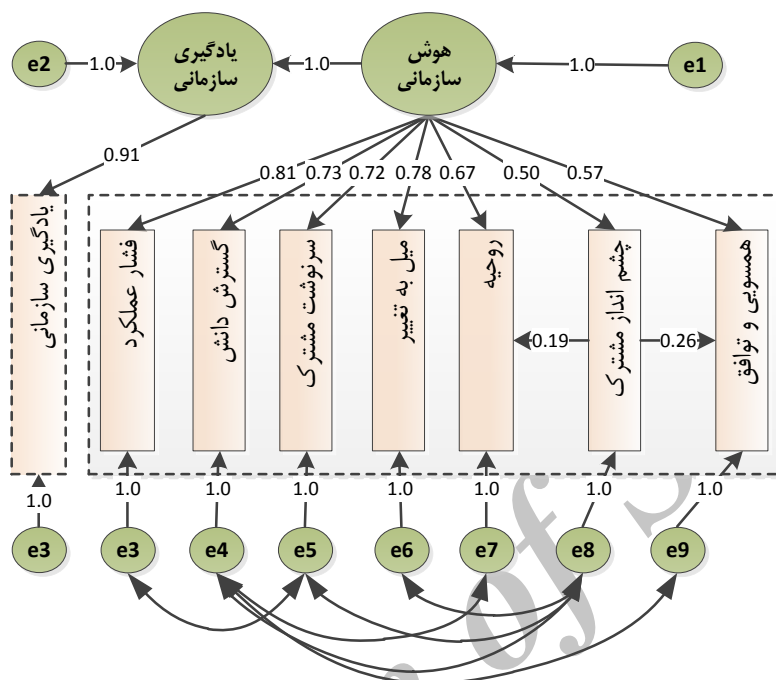 یادگیری
سازمانی
هوش
سازمانی
e2
1.0
1.0
1.0
e1
0.91
0.81
0.73
0.72
0.78
0.67
0.50
0.57
یادگیری سازمانی
فشار عملکرد
گسترش دانش
سرنوشت مشترک
میل به تغییر
روحیه
چشم انداز مشترک
همسویی و توافق
0.19
0.26
1.0
1.0
1.0
1.0
1.0
1.0
1.0
1.0
e3
e3
e4
e5
e6
e7
e8
e9
of S